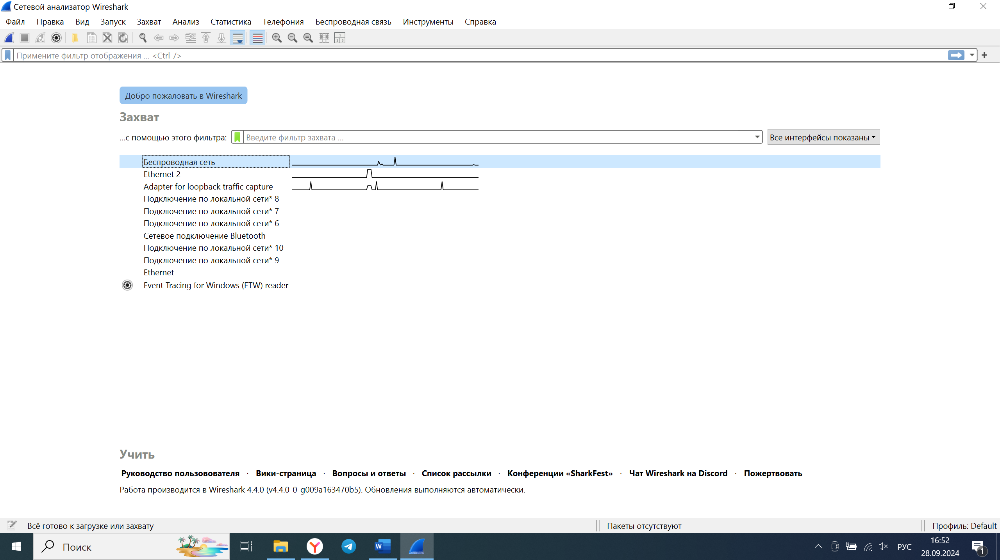 Сетевой анализатор Wireshark
Файл Правка Вид Запуск Захват Анализ Статистика Телефония Беспроводная связь Инструменты Справка
Примените фильтр отображения ... <Ctrl-/>
Добро пожаловать в Wireshark
Захват
...с помощью этого фильтра: Введите фильтр захвата ... Все интерфейсы показаны
Беспроводная сеть
Ethernet 2
Adapter for loopback traffic capture
Подключение по локальной сети* 8
Подключение по локальной сети* 7
Подключение по локальной сети* 6
Сетевое подключение Bluetooth
Подключение по локальной сети* 10
Подключение по локальной сети* 9
Ethernet
Event Tracing for Windows (ETW) reader
Учить
Руководство пользовователя · Вики-страница · Вопросы и ответы · Список рассылки · Конференции «SharkFest» · Чат Wireshark на Discord · Пожертвовать
Работа производится в Wireshark 4.4.0 (v4.4.0-0-g009a163470b5). Обновления выполняются автоматически.
Всё готово к загрузке или захвату Пакеты отсутствуют Профиль: Default
Поиск РУС 16:52
28.09.2024 1